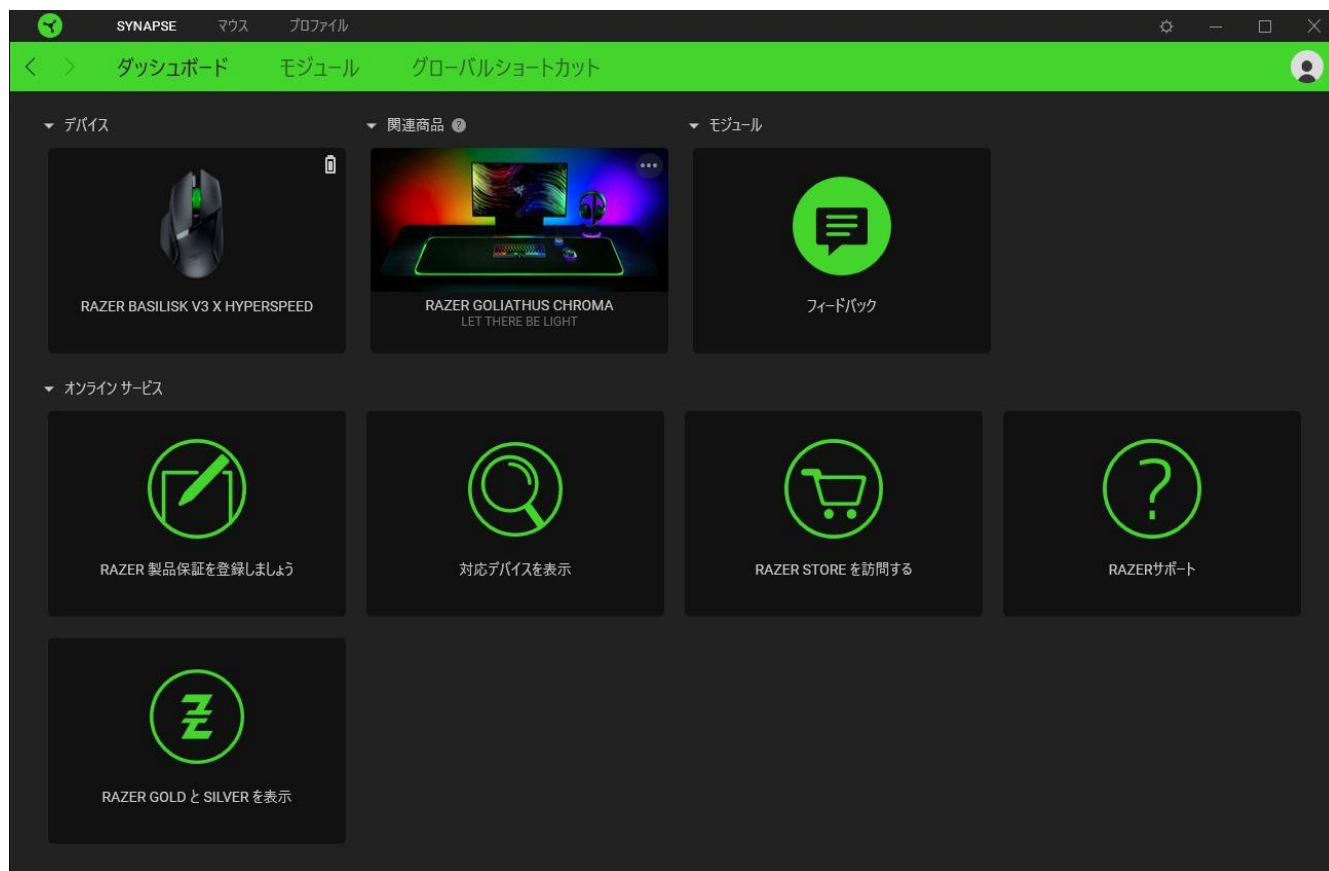 SYNAPSE マウス プロファイル
ダッシュボード モジュール グローバルショートカット
デバイス
関連商品 ?
モジュール
RAZER BASILISK V3 X HYPERSPEED
RAZER GOLIATHUS CHROMA
LET THERE BE LIGHT
フィードバック
オンライン サービス
RAZER 製品保証を登録しましょう
対応デバイスを表示
RAZER STORE を訪問する
RAZERサポート
RAZER GOLD と SILVER を表示